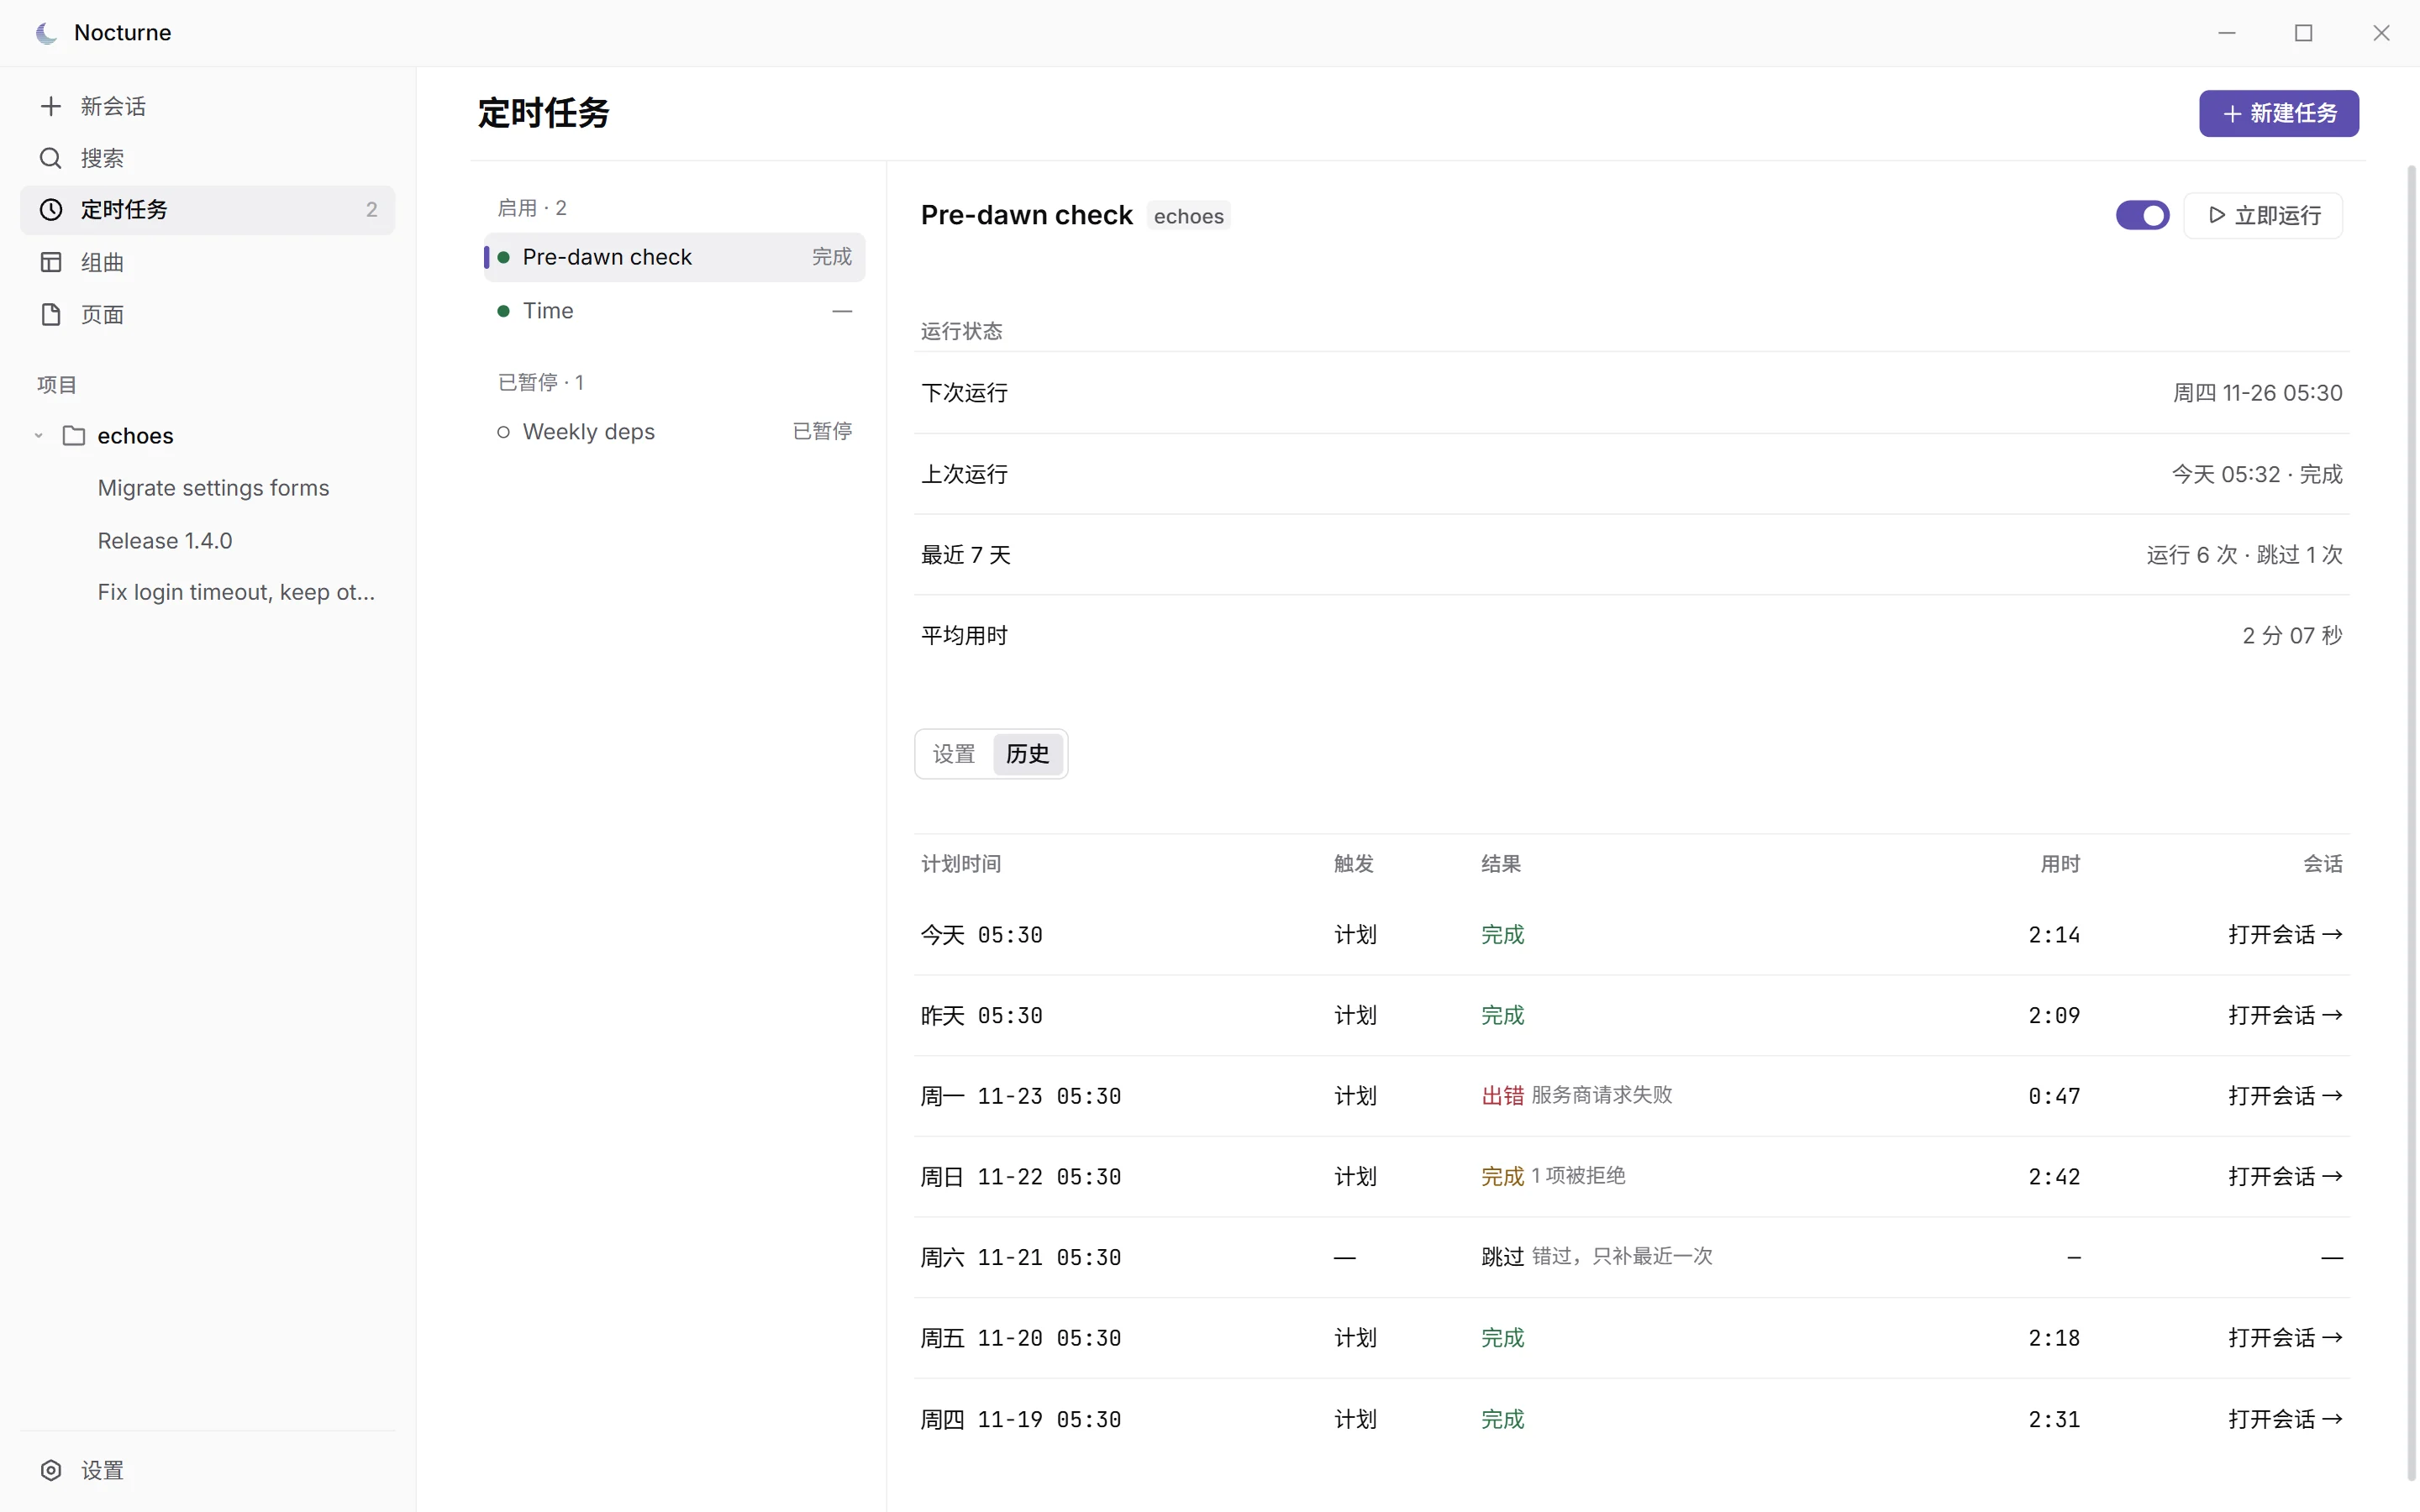 Nocturne
新会话
搜索
定时任务 2
组曲
页面
项目
echoes
Migrate settings forms
Release 1.4.0
Fix login timeout, keep ot...
设置
定时任务
新建任务
启用 · 2
Pre-dawn check 完成
Time —
已暂停 · 1
Weekly deps 已暂停
Pre-dawn check echoes
立即运行
运行状态
下次运行 周四 11-26 05:30
上次运行 今天 05:32 · 完成
最近 7 天 运行 6 次 · 跳过 1 次
平均用时 2 分 07 秒
设置 历史
计划时间 触发 结果 用时 会话
今天 05:30 计划 完成 2:14 打开会话 →
昨天 05:30 计划 完成 2:09 打开会话 →
周一 11-23 05:30 计划 出错 服务商请求失败 0:47 打开会话 →
周日 11-22 05:30 计划 完成 1 项被拒绝 2:42 打开会话 →
周六 11-21 05:30 — 跳过 错过，只补最近一次 — —
周五 11-20 05:30 计划 完成 2:18 打开会话 →
周四 11-19 05:30 计划 完成 2:31 打开会话 →